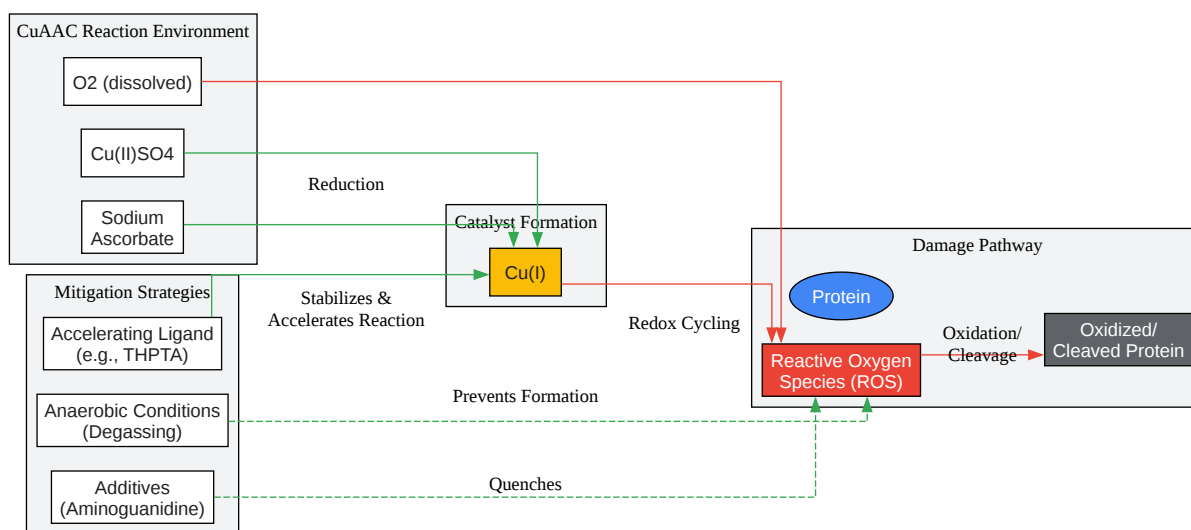 CuAAC Reaction Environment
O2 (dissolved)
Cu(II)SO4
Reduction
Sodium
Ascorbate
Catalyst Formation
Cu(I)
Mitigation Strategies
Accelerating Ligand
(e.g., THPTA)
Stabilizes &
Accelerates Reaction
Anaerobic Conditions
(Degassing)
Prevents Formation
Additives
(Aminoguanidine)
Quenches
Redox Cycling
Damage Pathway
Protein
Reactive Oxygen
Species (ROS)
Oxidation/
Cleavage
Oxidized/
Cleaved Protein